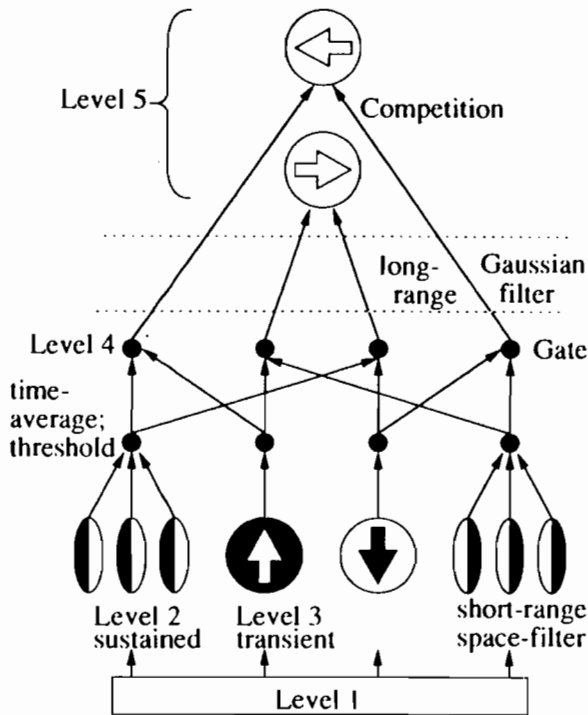 Level 5
Competition
long-
range
Gaussian
filter
Level 4
Gate
time-
average;
threshold
Level 2
sustained
Level 3
transient
short-range
space-filter
Level 1